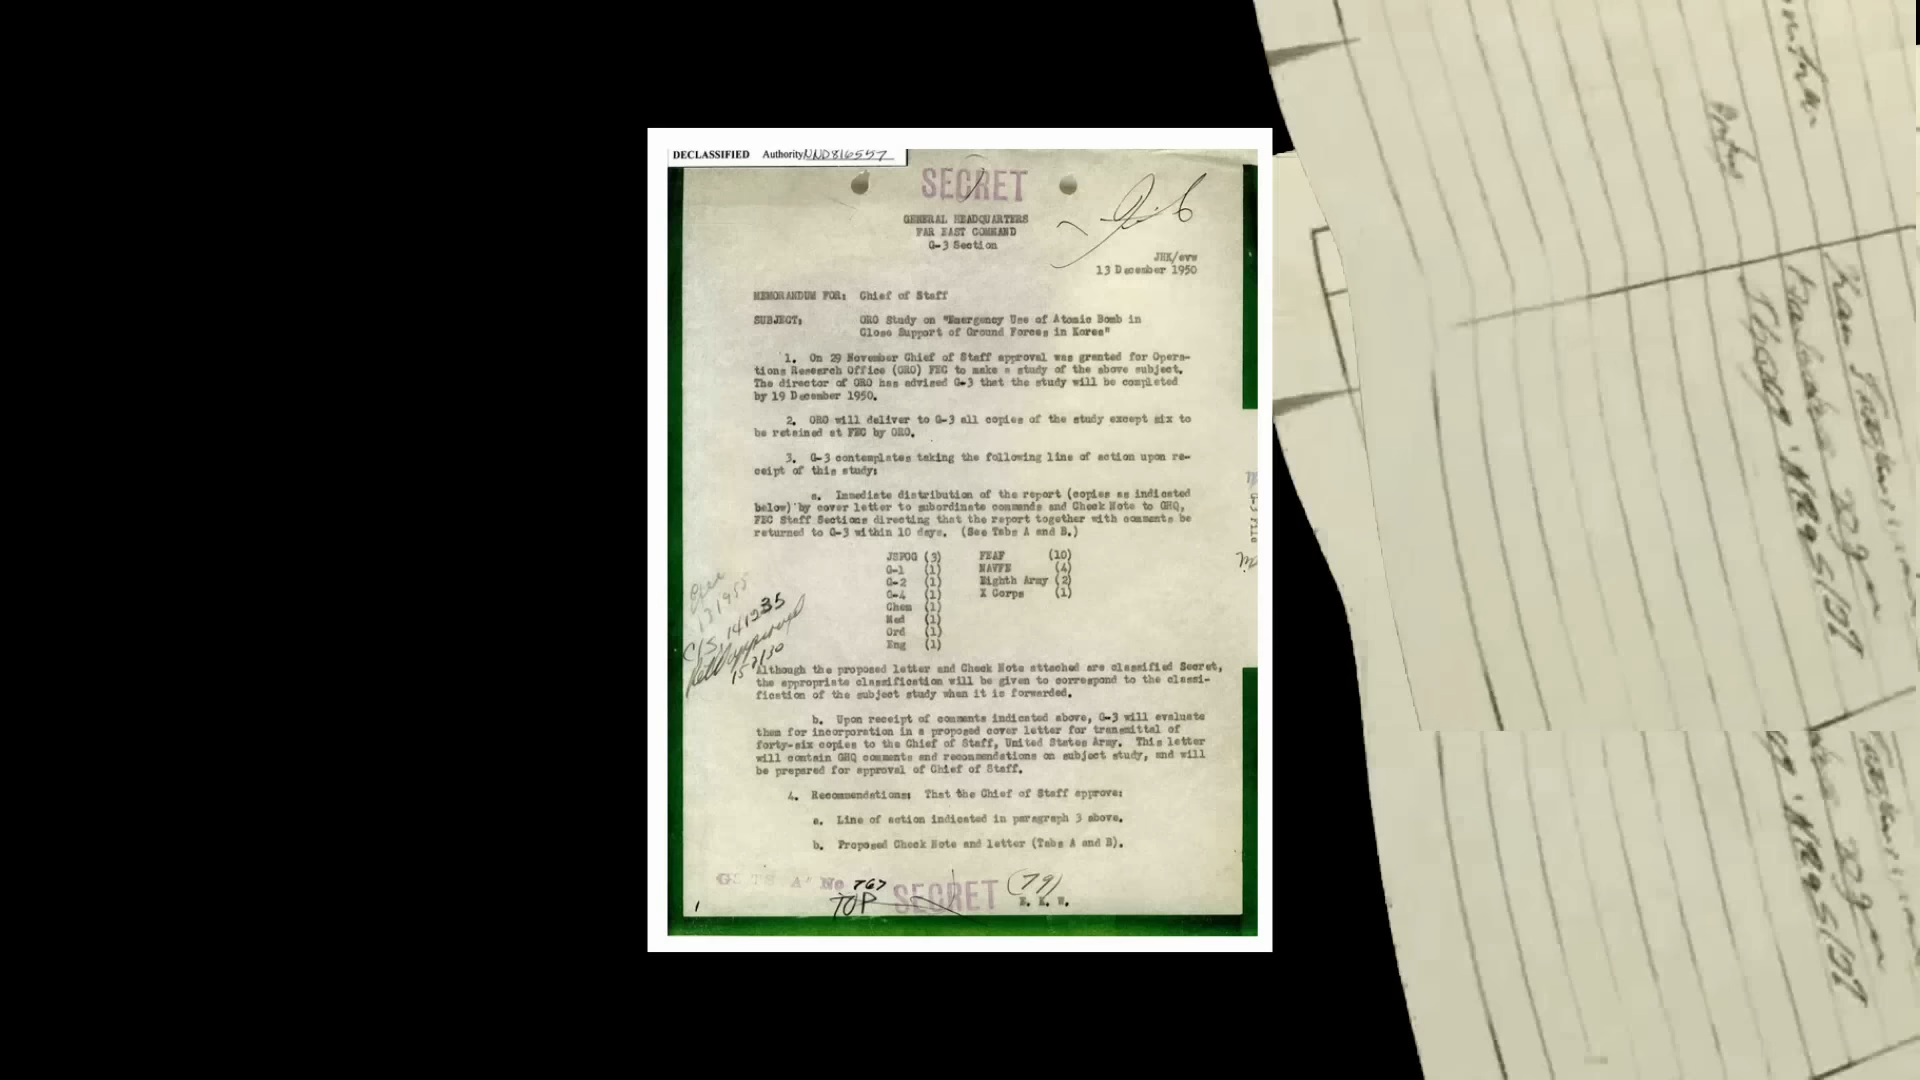 DECLASSIFIED Authority NND816557
SECRET
GENERAL HEADQUARTERS
FAR EAST COMMAND
G-3 Section
JHK/evw
13 December 1950
MEMORANDUM FOR: Chief of Staff
SUBJECT: ORO Study on "Emergency Use of Atomic Bomb in
Close Support of Ground Forces in Korea"
1. On 29 November Chief of Staff approval was granted for Opera-
tions Research Office (ORO) FEC to make a study of the above subject.
The director of ORO has advised G-3 that the study will be completed
by 19 December 1950.
2. ORO will deliver to G-3 all copies of the study except six to
be retained at FEC by ORO.
3. G-3 contemplates taking the following line of action upon re-
ceipt of this study:
a. Immediate distribution of the report (copies as indicated
below) by cover letter to subordinate commands and Check Note to GHQ,
FEC Staff Sections directing that the report together with comments be
returned to G-3 within 10 days. (See Tabs A and B.)
JSPOG (3) FEAF (10)
G-1 (1) NAVFE (4)
G-2 (1) Eighth Army (2)
G-4 (1) X Corps (1)
Chem (1)
Med (1)
Ord (1)
Eng (1)
Although the proposed letter and Check Note attached are classified Secret,
the appropriate classification will be given to correspond to the classi-
fication of the subject study when it is forwarded.
b. Upon receipt of comments indicated above, G-3 will evaluate
them for incorporation in a proposed cover letter for transmittal of
forty-six copies to the Chief of Staff, United States Army. This letter
will contain GHQ comments and recommendations on subject study, and will
be prepared for approval of Chief of Staff.
4. Recommendations: That the Chief of Staff approve:
a. Line of action indicated in paragraph 3 above.
b. Proposed Check Note and letter (Tabs A and B).
No 767
TOP SECRET (79)
E. K. W.
1